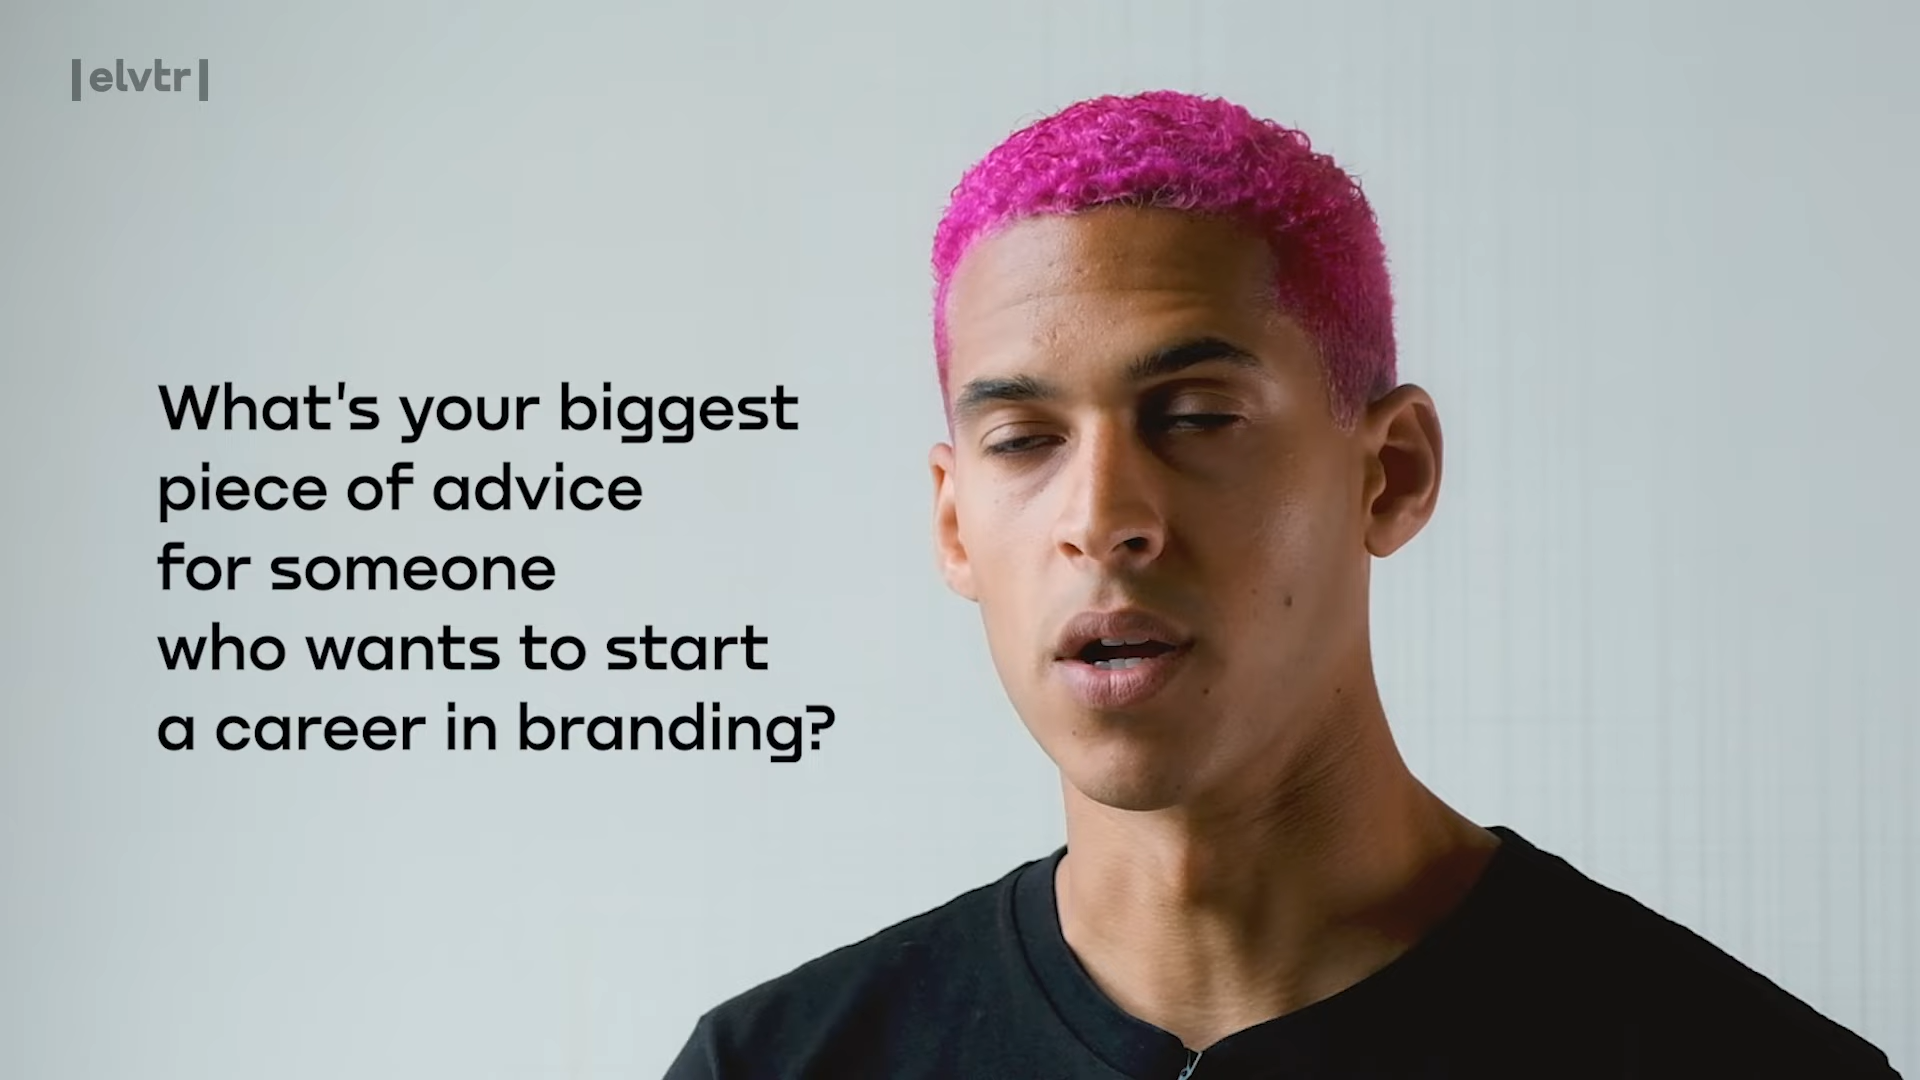 |elvtr|
What's your biggest
piece of advice
for someone
who wants to start
a career in branding?